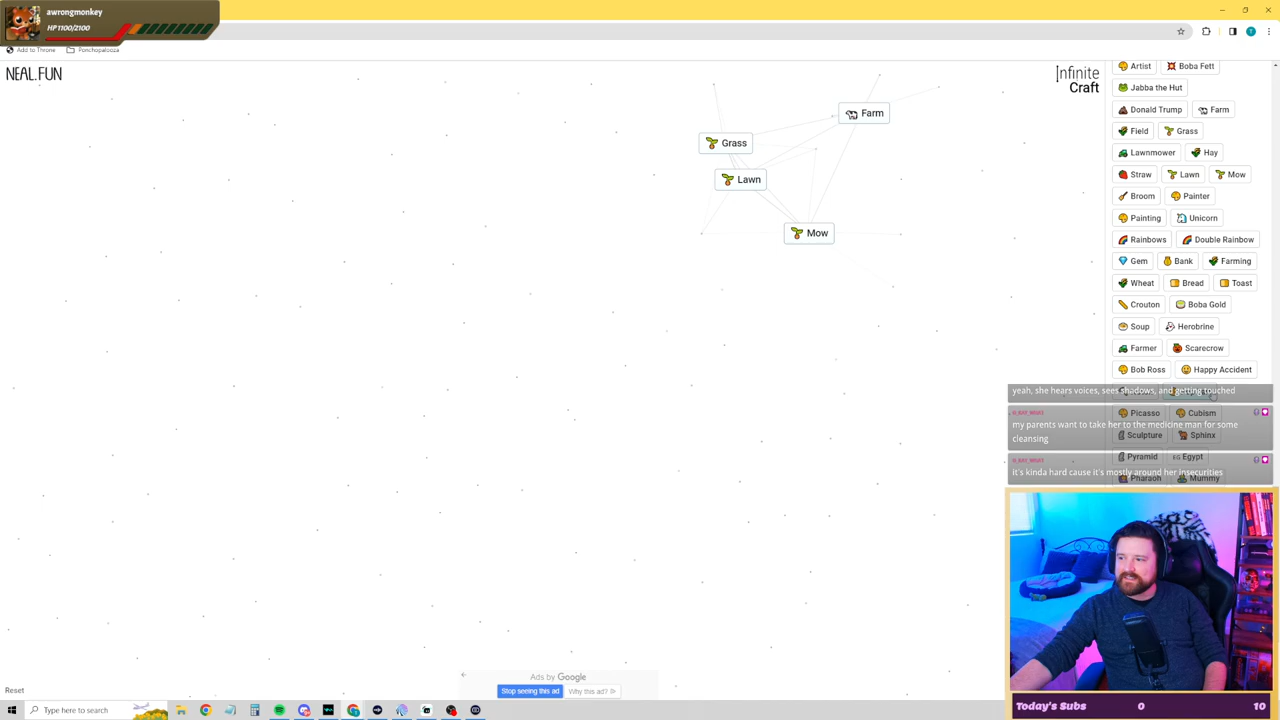 awrongmonkey
HP 1100/2100
Add to Throne
Ponchopalooza
NEAL.FUN
Infinite
Craft
Farm
Grass
Lawn
Mow
Artist
Boba Fett
Jabba the Hut
Donald Trump
Farm
Field
Grass
Lawnmower
Hay
Straw
Lawn
Mow
Broom
Painter
Painting
Unicorn
Rainbows
Double Rainbow
Gem
Bank
Farming
Wheat
Bread
Toast
Crouton
Boba Gold
Soup
Herobrine
Farmer
Scarecrow
Bob Ross
Happy Accident
yeah, she hears voices, sees shadows, and getting touched
Picasso
Cubism
my parents want to take her to the medicine man for some
cleansing
Sculpture
Sphinx
Pyramid
EG Egypt
it's kinda hard cause it's mostly around her insecurities
Pharaoh
Mummy
Ads by Google
Stop seeing this ad
Why this ad?
Reset
Type here to search
Today's Subs
0
10